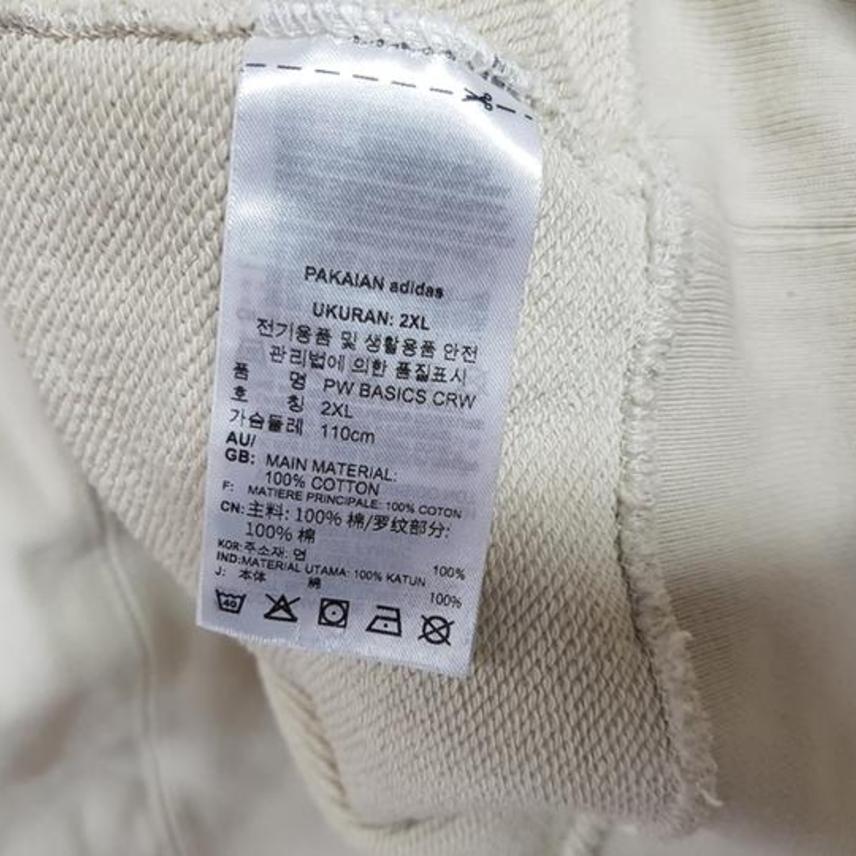 PAKAIAN adidas
UKURAN: 2XL
전기용품 및 생활용품 안전
관리법에 의한 품질표시
품 명 PW BASICS CRW
호 칭 2XL
가슴둘레 110cm
AU/
GB: MAIN MATERIAL:
100% COTTON
F: MATIERE PRINCIPALE: 100% COTON
CN:主料: 100% 棉/罗纹部分:
100% 棉
KOR:주소재: 면 100%
IND:MATERIAL UTAMA: 100% KATUN
J: 本体 綿 100%
40